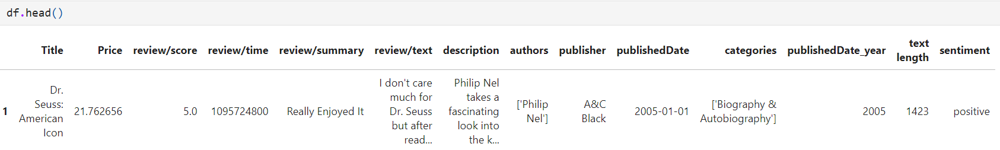 df.head()
Title Price review/score review/time review/summary review/text description authors publisher publishedDate categories publishedDate_year text length sentiment
1 Dr. Seuss: American Icon 21.762656 5.0 1095724800 Really Enjoyed It I don't care much for Dr. Seuss but after read... Philip Nel takes a fascinating look into the k... ['Philip Nel'] A&C Black 2005-01-01 ['Biography & Autobiography'] 2005 1423 positive